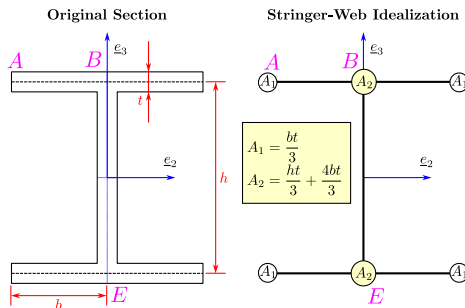 Original Section
Stringer-Web Idealization
A
B
e₃
t
e₂
h
b
E
A
B
e₃
A₁
A₂
A₁
A₁ = bt/3
A₂ = ht/3 + 4bt/3
e₂
A₁
A₂
A₁
E